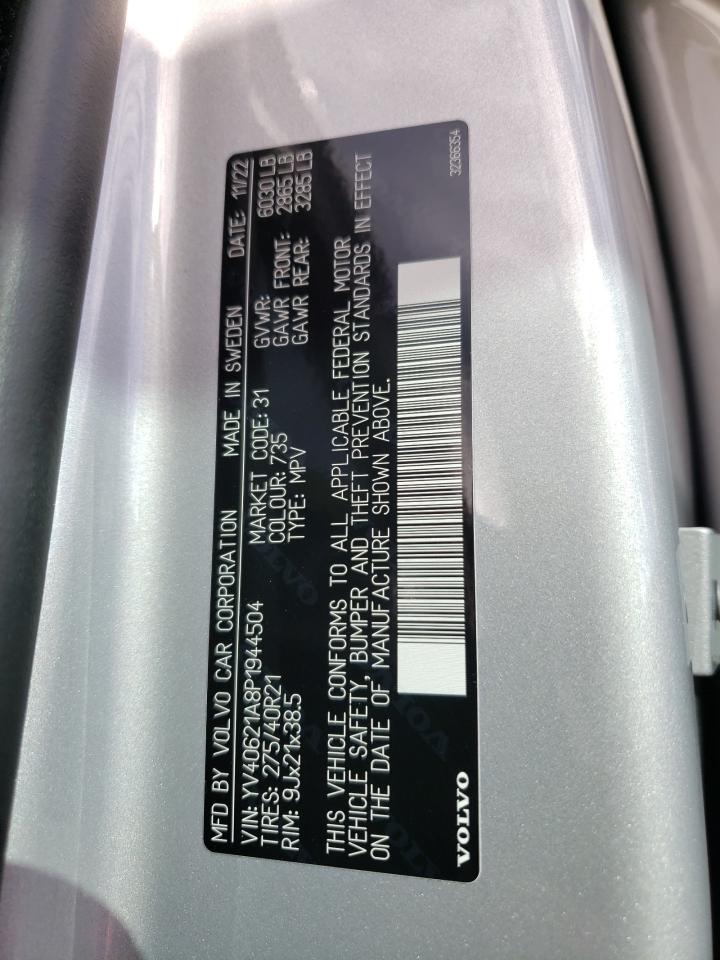 MFD BY VOLVO CAR CORPORATION MADE IN SWEDEN DATE: 11/22
VIN: YV40621A8P1944504 MARKET CODE: 31 GVWR: 6030 LB
TIRES: 275/40R21 COLOUR: 735 GAWR FRONT: 2865 LB
RIM: 9Jx21x38.5 TYPE: MPV GAWR REAR: 3285 LB
THIS VEHICLE CONFORMS TO ALL APPLICABLE FEDERAL MOTOR
VEHICLE SAFETY, BUMPER AND THEFT PREVENTION STANDARDS IN EFFECT
ON THE DATE OF MANUFACTURE SHOWN ABOVE.
VOLVO 32366354